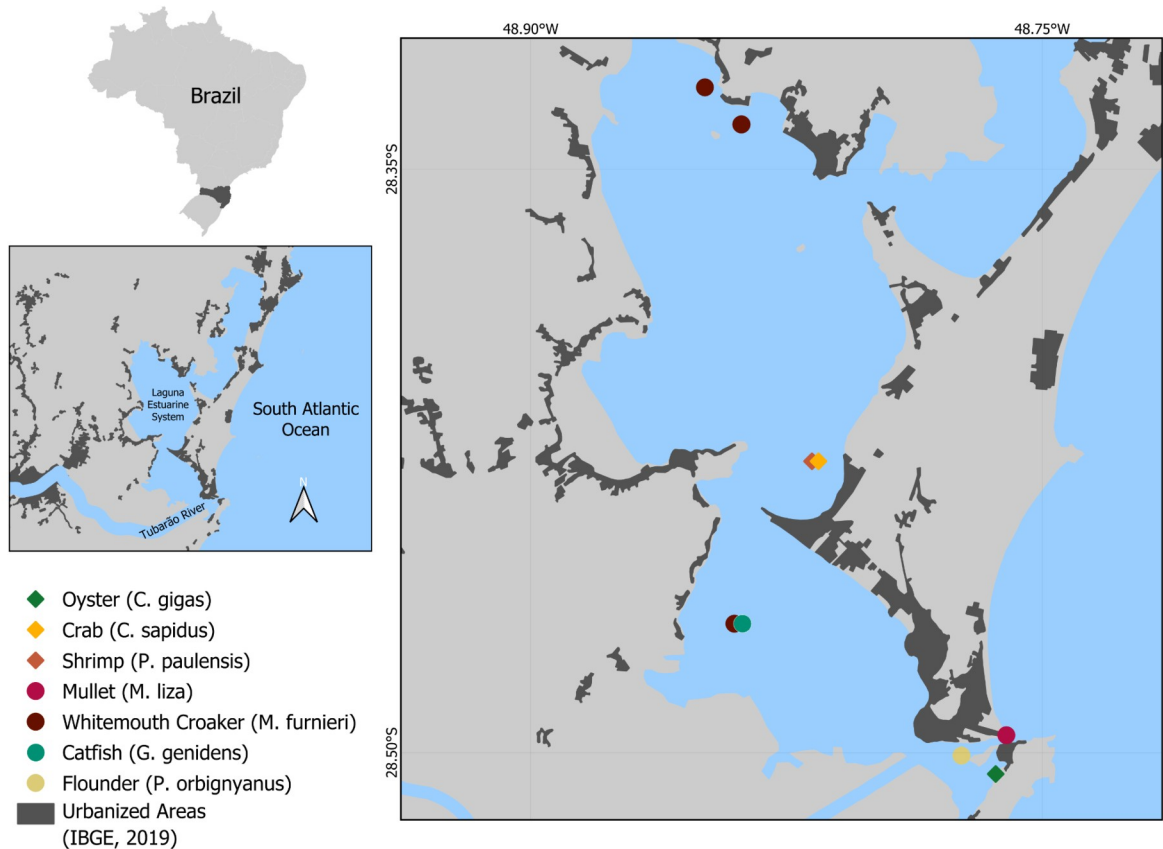 Brazil
Laguna
Estuarine
System
South Atlantic
Ocean
N
Tubarão River
Oyster (C. gigas)
Crab (C. sapidus)
Shrimp (P. paulensis)
Mullet (M. liza)
Whitemouth Croaker (M. furnieri)
Catfish (G. genidens)
Flounder (P. orbignyanus)
Urbanized Areas
(IBGE, 2019)
48.90°W
48.75°W
28.35°S
28.50°S